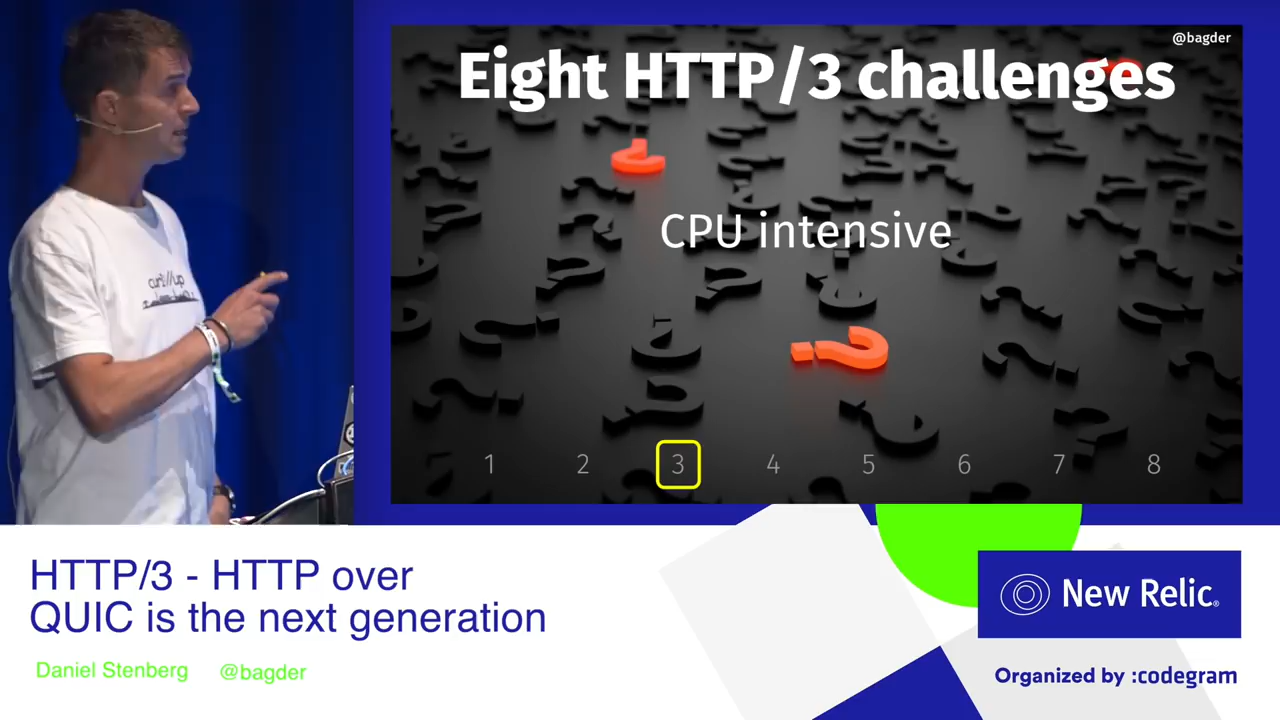 @bagder
Eight HTTP/3 challenges
CPU intensive
1 2 3 4 5 6 7 8
HTTP/3 - HTTP over
QUIC is the next generation
Daniel Stenberg @bagder
New Relic®
Organized by :codegram